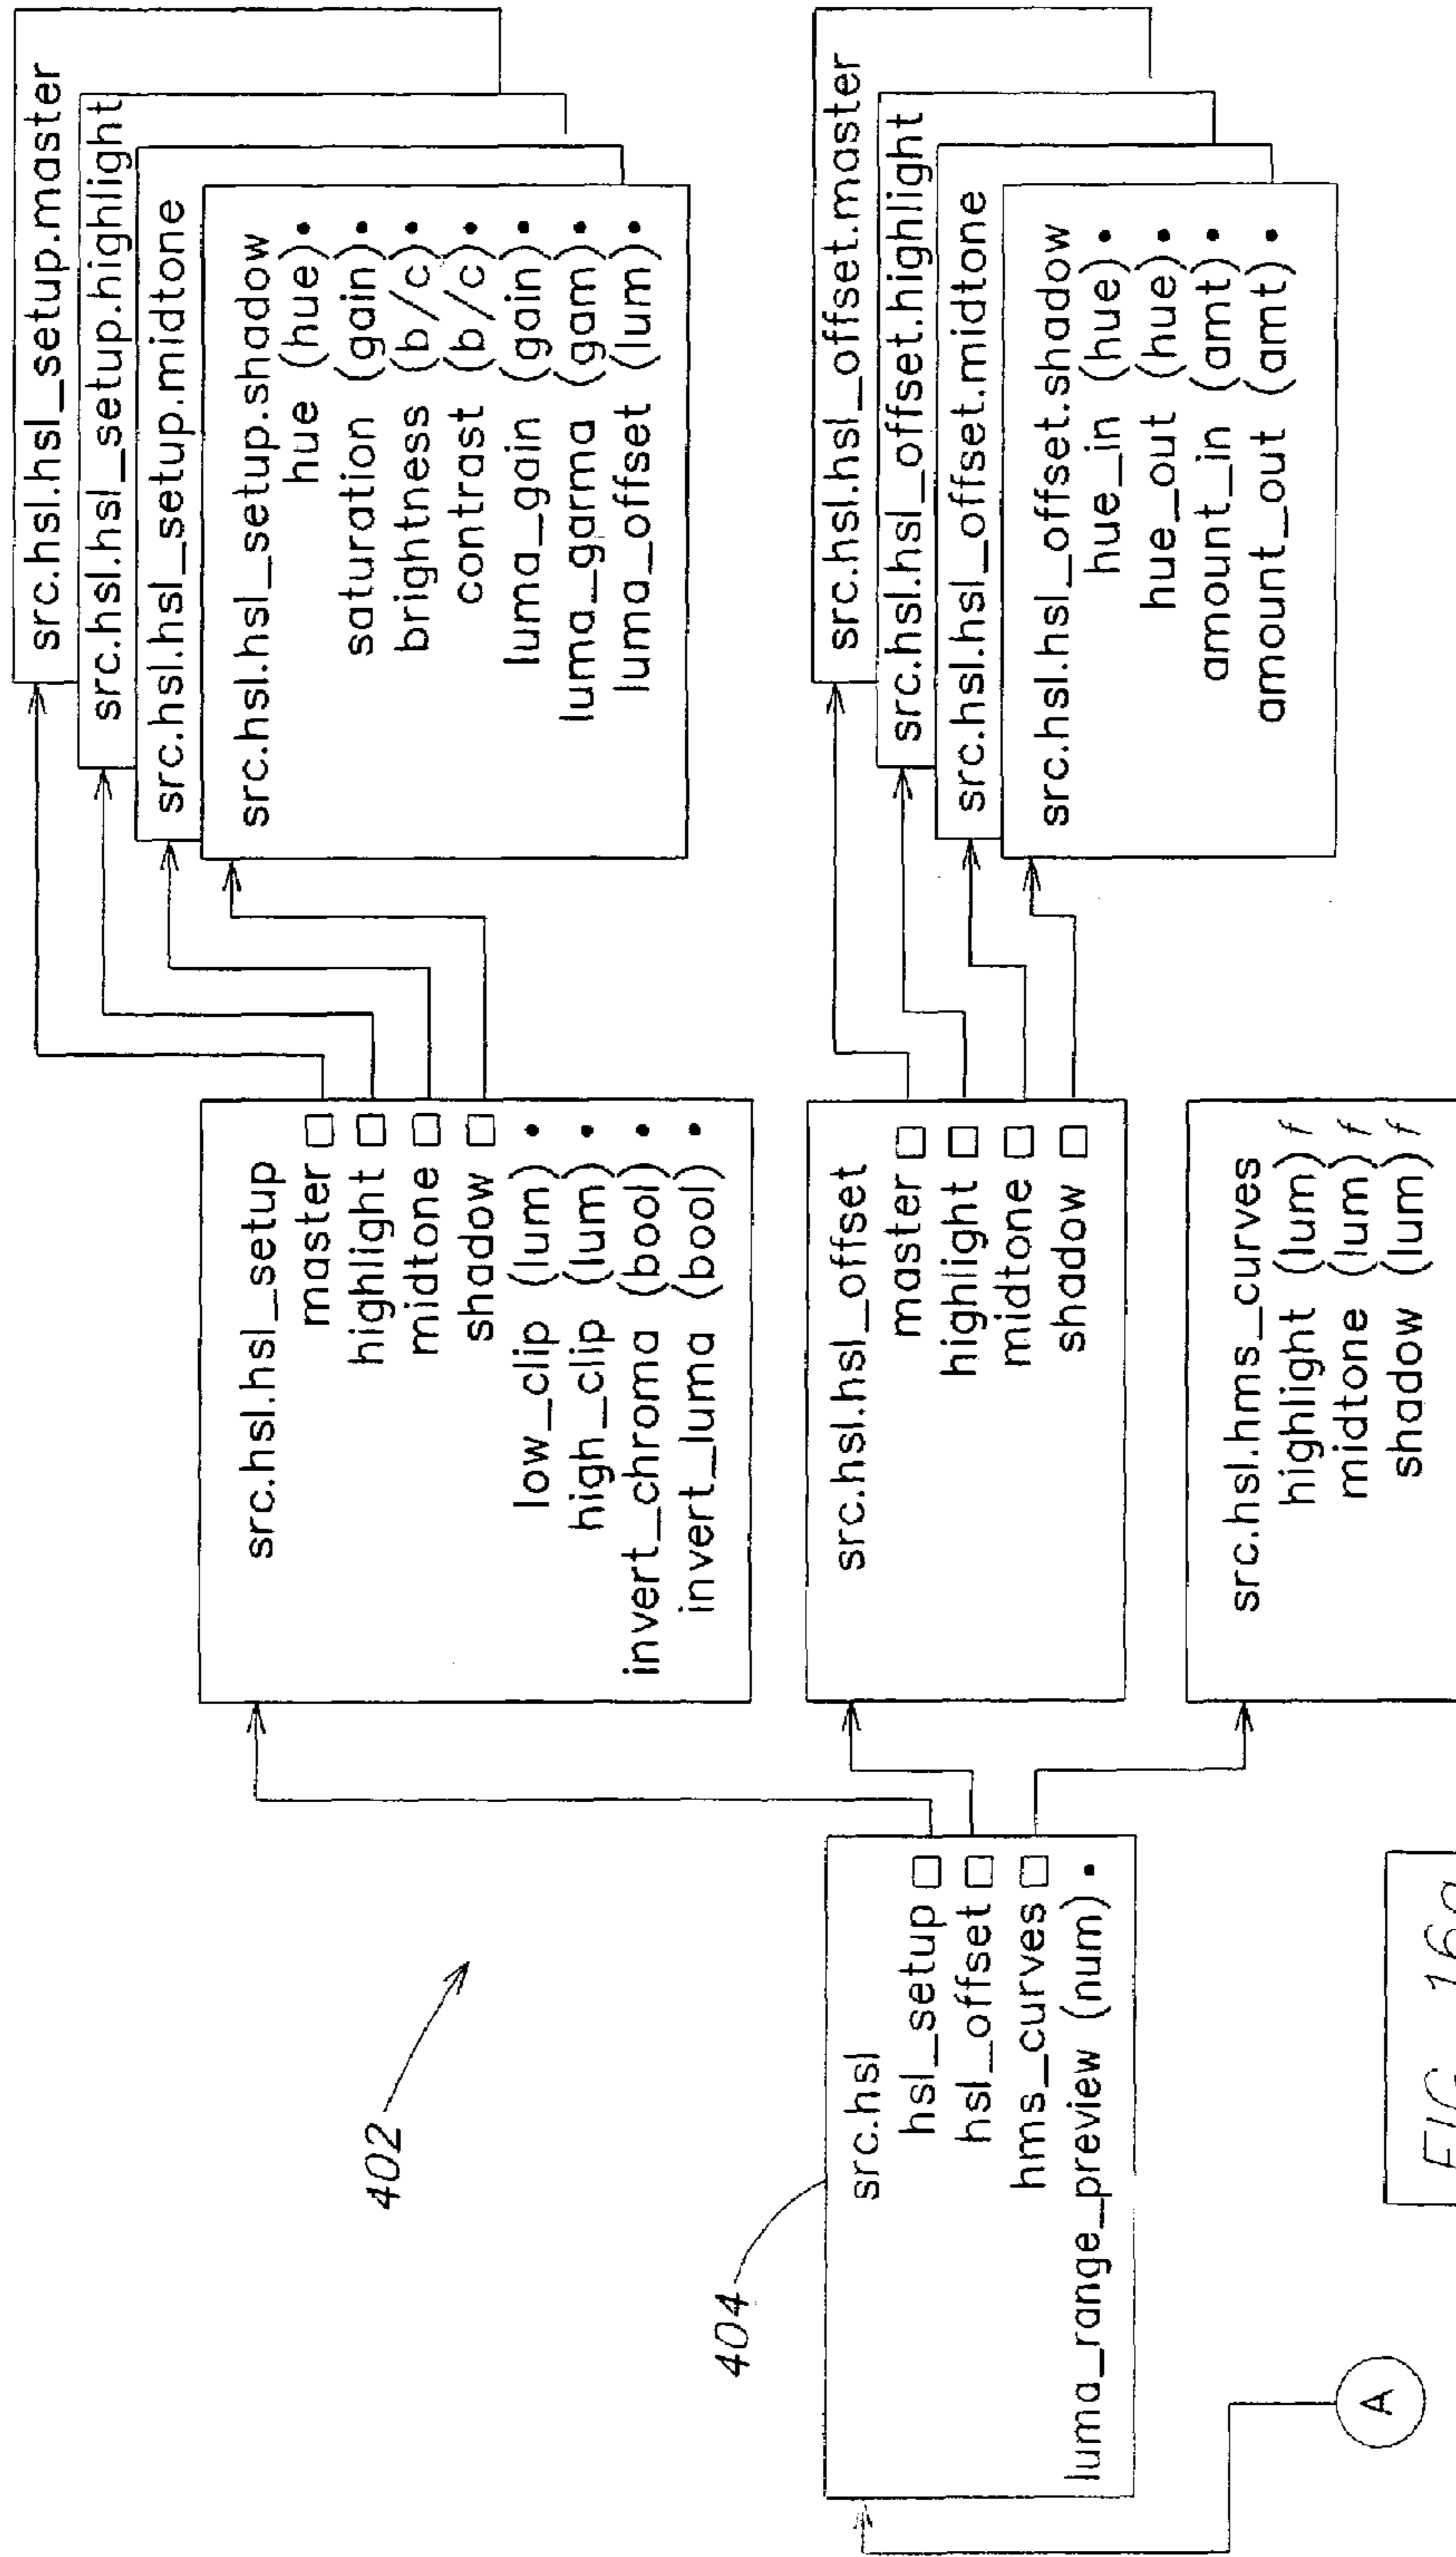 402
404
src.hsl
hsl_setup
hsl_offset
hms_curves
luma_range_preview (num)
A
src.hsl.hsl_setup
master
highlight
midtone
shadow
low_clip (lum)
high_clip (lum)
invert_chroma (bool)
invert_luma (bool)
src.hsl.hsl_offset
master
highlight
midtone
shadow
src.hsl.hms_curves
highlight (lum) f
midtone (lum) f
shadow (lum) f
src.hsl.hsl_setup.master
src.hsl.hsl_setup.highlight
src.hsl.hsl_setup.midtone
src.hsl.hsl_setup.shadow
hue (hue)
saturation (gain)
brightness (b/c)
contrast (b/c)
luma_gain (gain)
luma_gamma (gam)
luma_offset (lum)
src.hsl.hsl_offset.master
src.hsl.hsl_offset.highlight
src.hsl.hsl_offset.midtone
src.hsl.hsl_offset.shadow
hue_in (hue)
hue_out (hue)
amount_in (amt)
amount_out (amt)
FIG. 16a